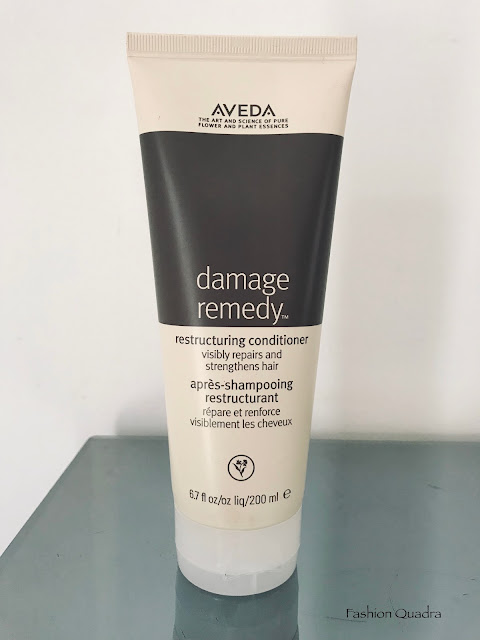 AVEDA
THE ART AND SCIENCE OF PURE
FLOWER AND PLANT ESSENCES
damage
remedy™
restructuring conditioner
visibly repairs and
strengthens hair
après-shampooing
restructurant
répare et renforce
visiblement les cheveux
6.7 fl oz/oz liq/200 ml e
Fashion Quadra